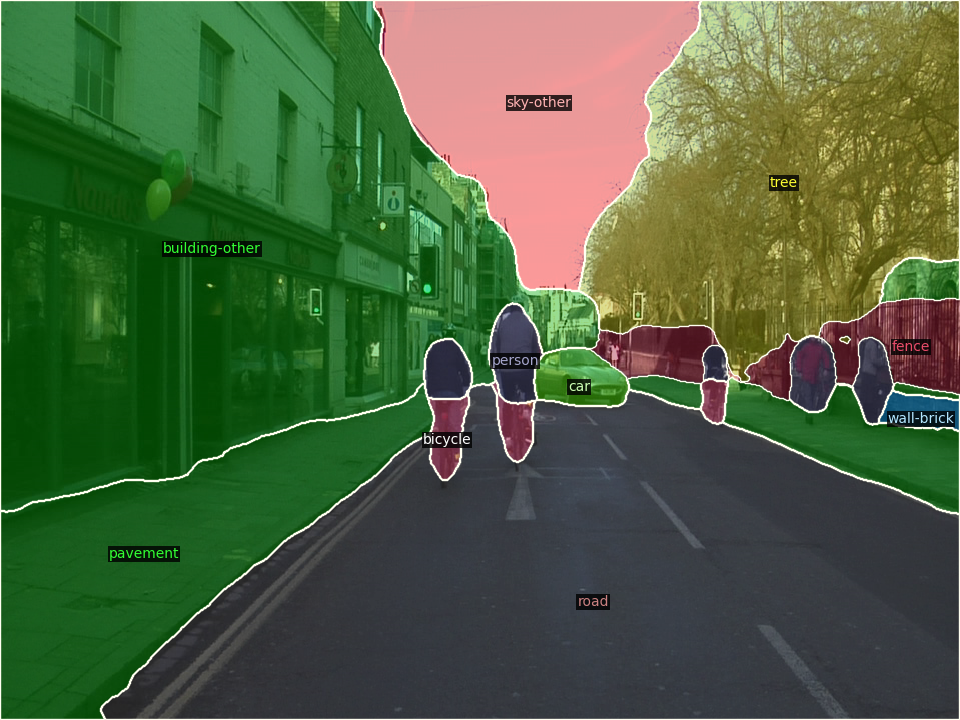 sky-other
tree
building-other
person
fence
car
wall-brick
bicycle
pavement
road